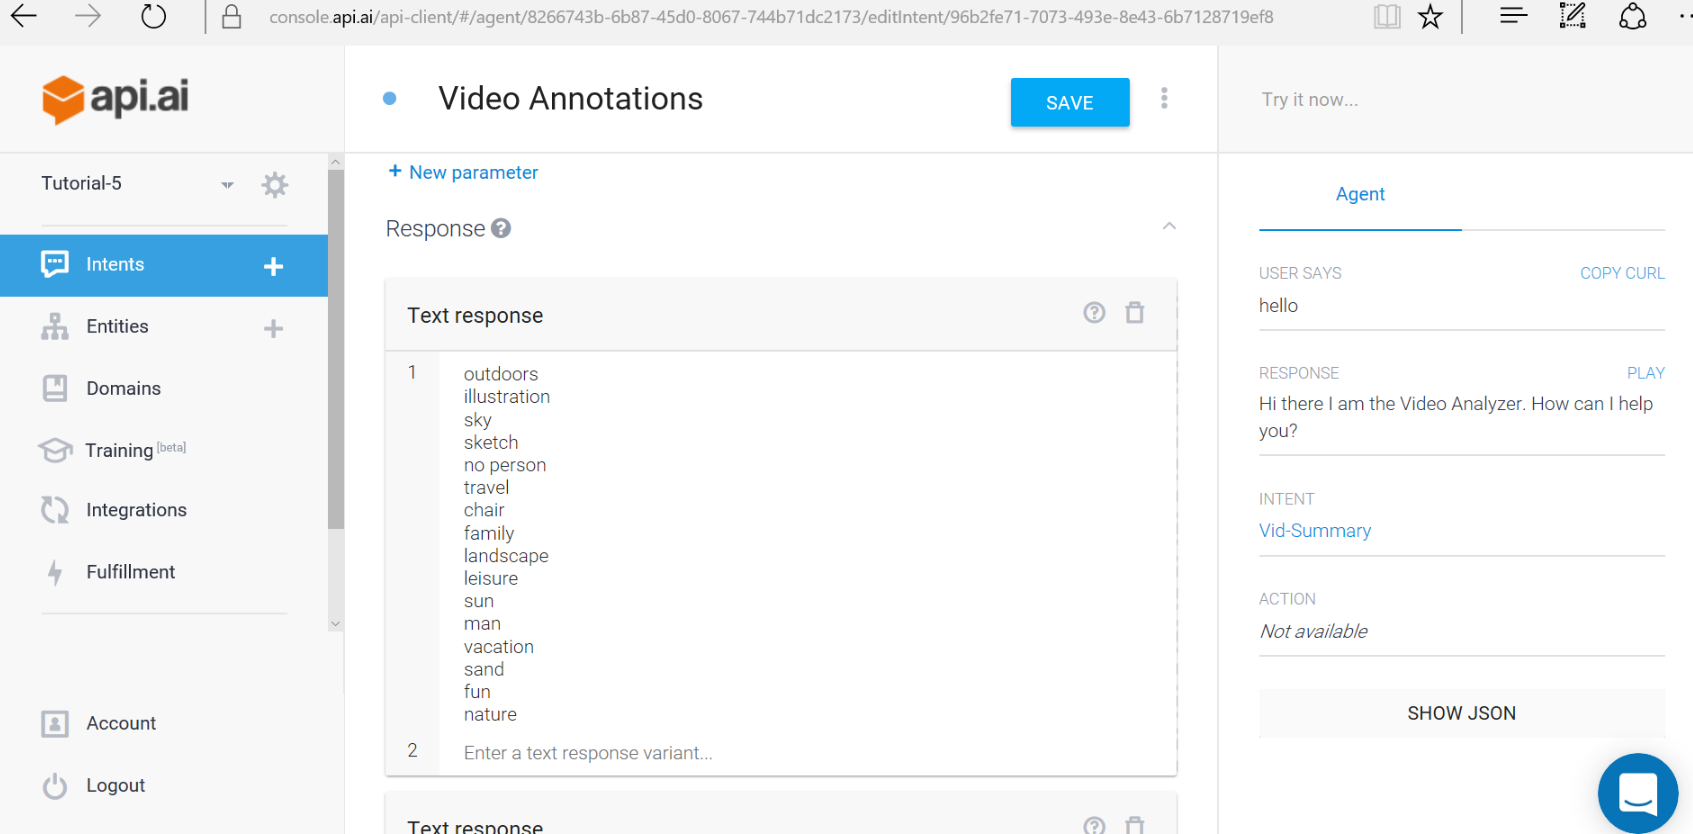 console.api.ai/api-client/#/agent/8266743b-6b87-45d0-8067-744b71dc2173/editIntent/96b2fe71-7073-493e-8e43-6b7128719ef8
api.ai
Video Annotations
SAVE
Try it now...
Tutorial-5
Intents
Entities
Domains
Training [beta]
Integrations
Fulfillment
Account
Logout
+ New parameter
Response
Text response
1
outdoors
illustration
sky
sketch
no person
travel
chair
family
landscape
leisure
sun
man
vacation
sand
fun
nature
2 Enter a text response variant...
Text response
Agent
USER SAYS COPY CURL
hello
RESPONSE PLAY
Hi there I am the Video Analyzer. How can I help
you?
INTENT
Vid-Summary
ACTION
Not available
SHOW JSON